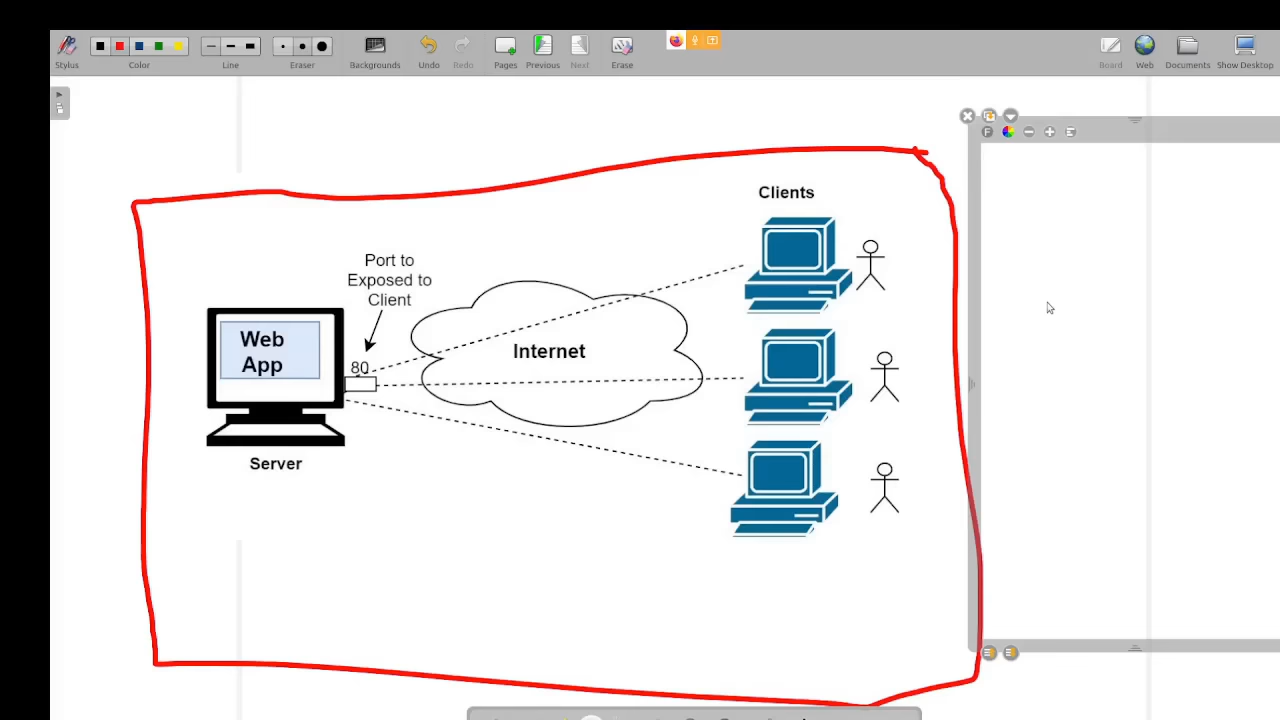 Stylus
Color
Line
Eraser
Backgrounds
Undo
Redo
Pages
Previous
Next
Erase
Board
Web
Documents
Show Desktop
F
Clients
Port to
Exposed to
Client
Web
App
80
Internet
Server